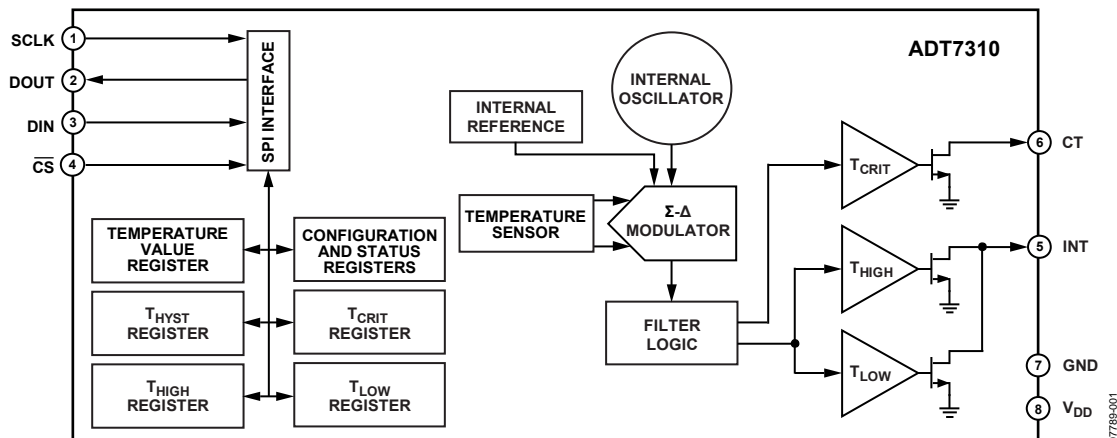 ADT7310
SCLK 1
DOUT 2
DIN 3
CS 4
SPI INTERFACE
INTERNAL
OSCILLATOR
INTERNAL
REFERENCE
TEMPERATURE
SENSOR
Σ-Δ
MODULATOR
FILTER
LOGIC
TEMPERATURE
VALUE
REGISTER
CONFIGURATION
AND STATUS
REGISTERS
THYST
REGISTER
TCRIT
REGISTER
THIGH
REGISTER
TLOW
REGISTER
TCRIT
THIGH
TLOW
6 CT
5 INT
7 GND
8 VDD
07789-001